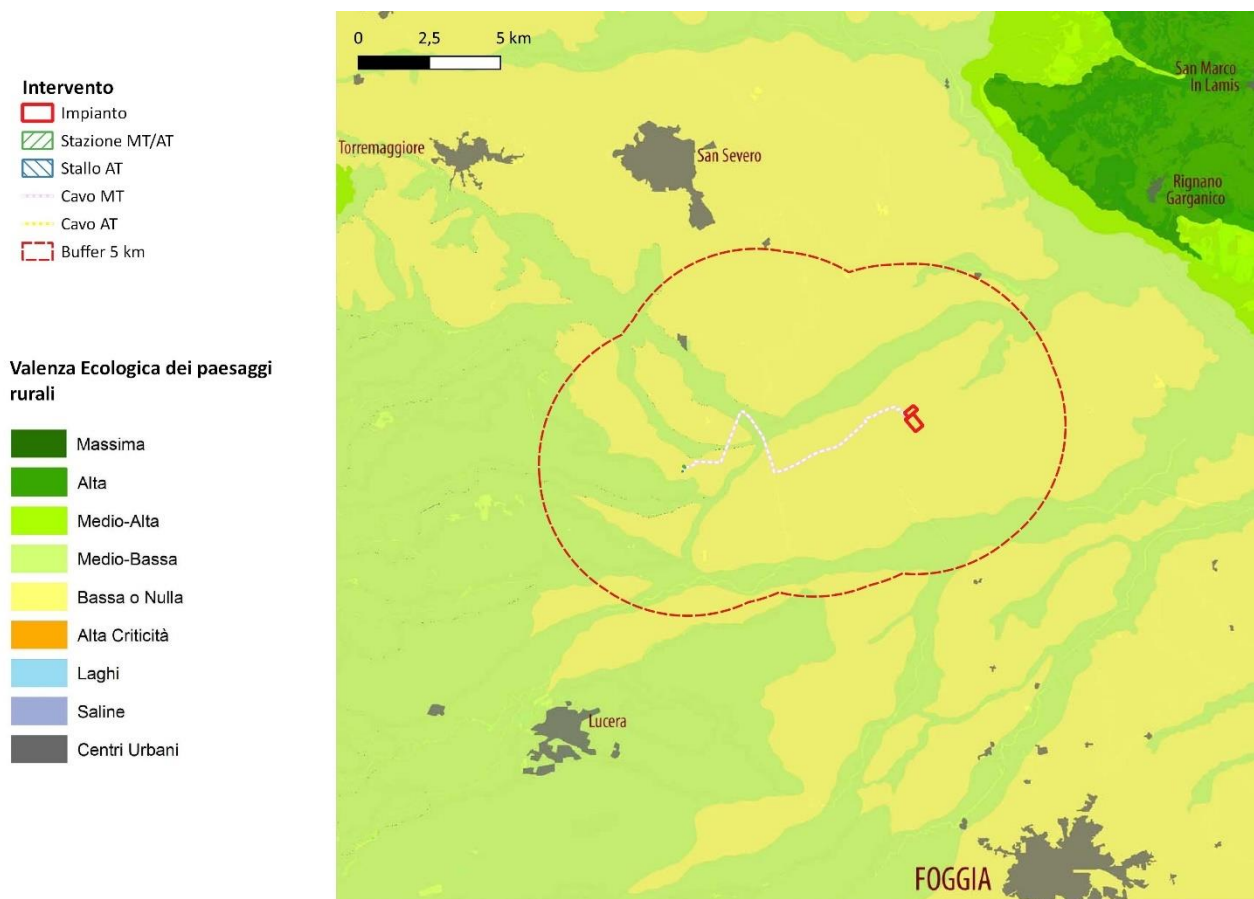 Intervento
Impianto
Stazione MT/AT
Stallo AT
Cavo MT
Cavo AT
Buffer 5 km
Valenza Ecologica dei paesaggi
rurali
Massima
Alta
Medio-Alta
Medio-Bassa
Bassa o Nulla
Alta Criticità
Laghi
Saline
Centri Urbani
0 2,5 5 km
San Marco
In Lamis
Torremaggiore
San Severo
Rignano
Garganico
Lucera
FOGGIA